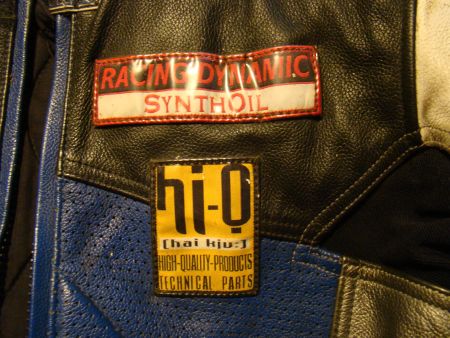 RACING DYNAMIC
SYNTHOIL
hi-Q
[hai kju:]
HIGH-QUALITY-PRODUCTS
TECHNICAL PARTS